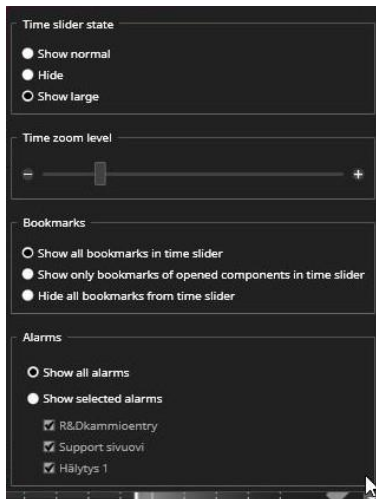 Time slider state
Show normal
Hide
Show large
Time zoom level
Bookmarks
Show all bookmarks in time slider
Show only bookmarks of opened components in time slider
Hide all bookmarks from time slider
Alarms
Show all alarms
Show selected alarms
R&Dkammioentry
Support sivuovi
Hälytys 1